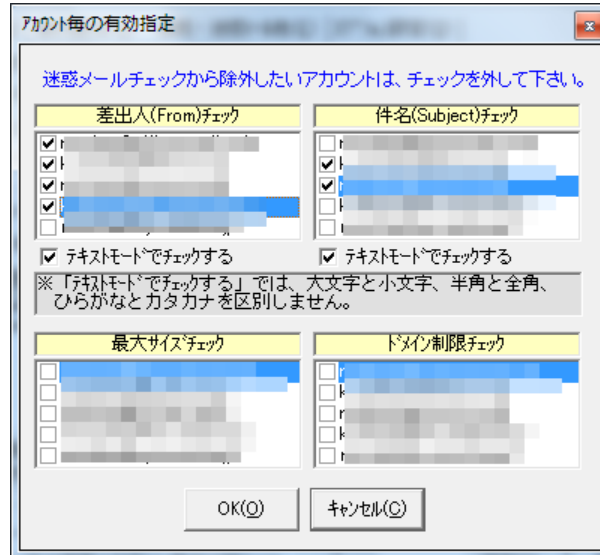 ｱｶｳﾝﾄ毎の有効指定
迷惑メールチェックから除外したいアカウントは、チェックを外して下さい。
差出人(From)ﾁｪｯｸ
件名(Subject)ﾁｪｯｸ
テキストモードでチェックする
テキストモードでチェックする
※「ﾃｷｽﾄﾓｰﾄﾞでチェックする」では、大文字と小文字、半角と全角、
ひらがなとカタカナを区別しません。
最大サイズﾁｪｯｸ
ﾄﾞﾒｲﾝ制限ﾁｪｯｸ
OK(O)
ｷｬﾝｾﾙ(C)